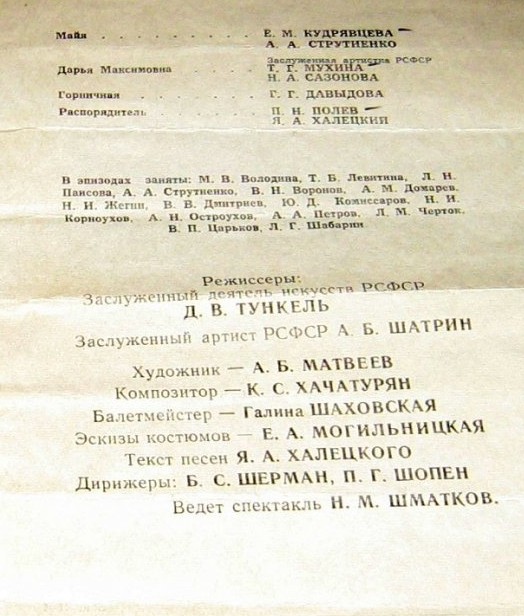 Майя . . . . . . . . . Е. М. КУДРЯВЦЕВА
А. А. СТРУТИЕНКО
Заслуженная артистка РСФСР
Дарья Максимовна . . . . . Т. Г. МУХИНА
Н. А. САЗОНОВА
Горничная . . . . . . . Г. Г. ДАВЫДОВА
Распорядитель . . . . . . П. Н. ПОЛЕВ
Я. А. ХАЛЕЦКИЙ
В эпизодах заняты: М. В. Володина, Т. Б. Левитина, Л. Н.
Паисова, А. А. Струтиенко, В. Н. Воронов, А. М. Домарев,
Н. И. Жегин, В. В. Дмитриев, Ю. Д. Комиссаров, Н. И.
Корноухов, А. Н. Остроухов, А. А. Петров, Л. М. Черток,
В. П. Царьков, Л. Г. Шабарин.
Режиссеры:
Заслуженный деятель искусств РСФСР
Д. В. ТУНКЕЛЬ
Заслуженный артист РСФСР А. Б. ШАТРИН
Художник — А. Б. МАТВЕЕВ
Композитор — К. С. ХАЧАТУРЯН
Балетмейстер — Галина ШАХОВСКАЯ
Эскизы костюмов — Е. А. МОГИЛЬНИЦКАЯ
Текст песен Я. А. ХАЛЕЦКОГО
Дирижеры: Б. С. ШЕРМАН, П. Г. ШОПЕН
Ведет спектакль Н. М. ШМАТКОВ.